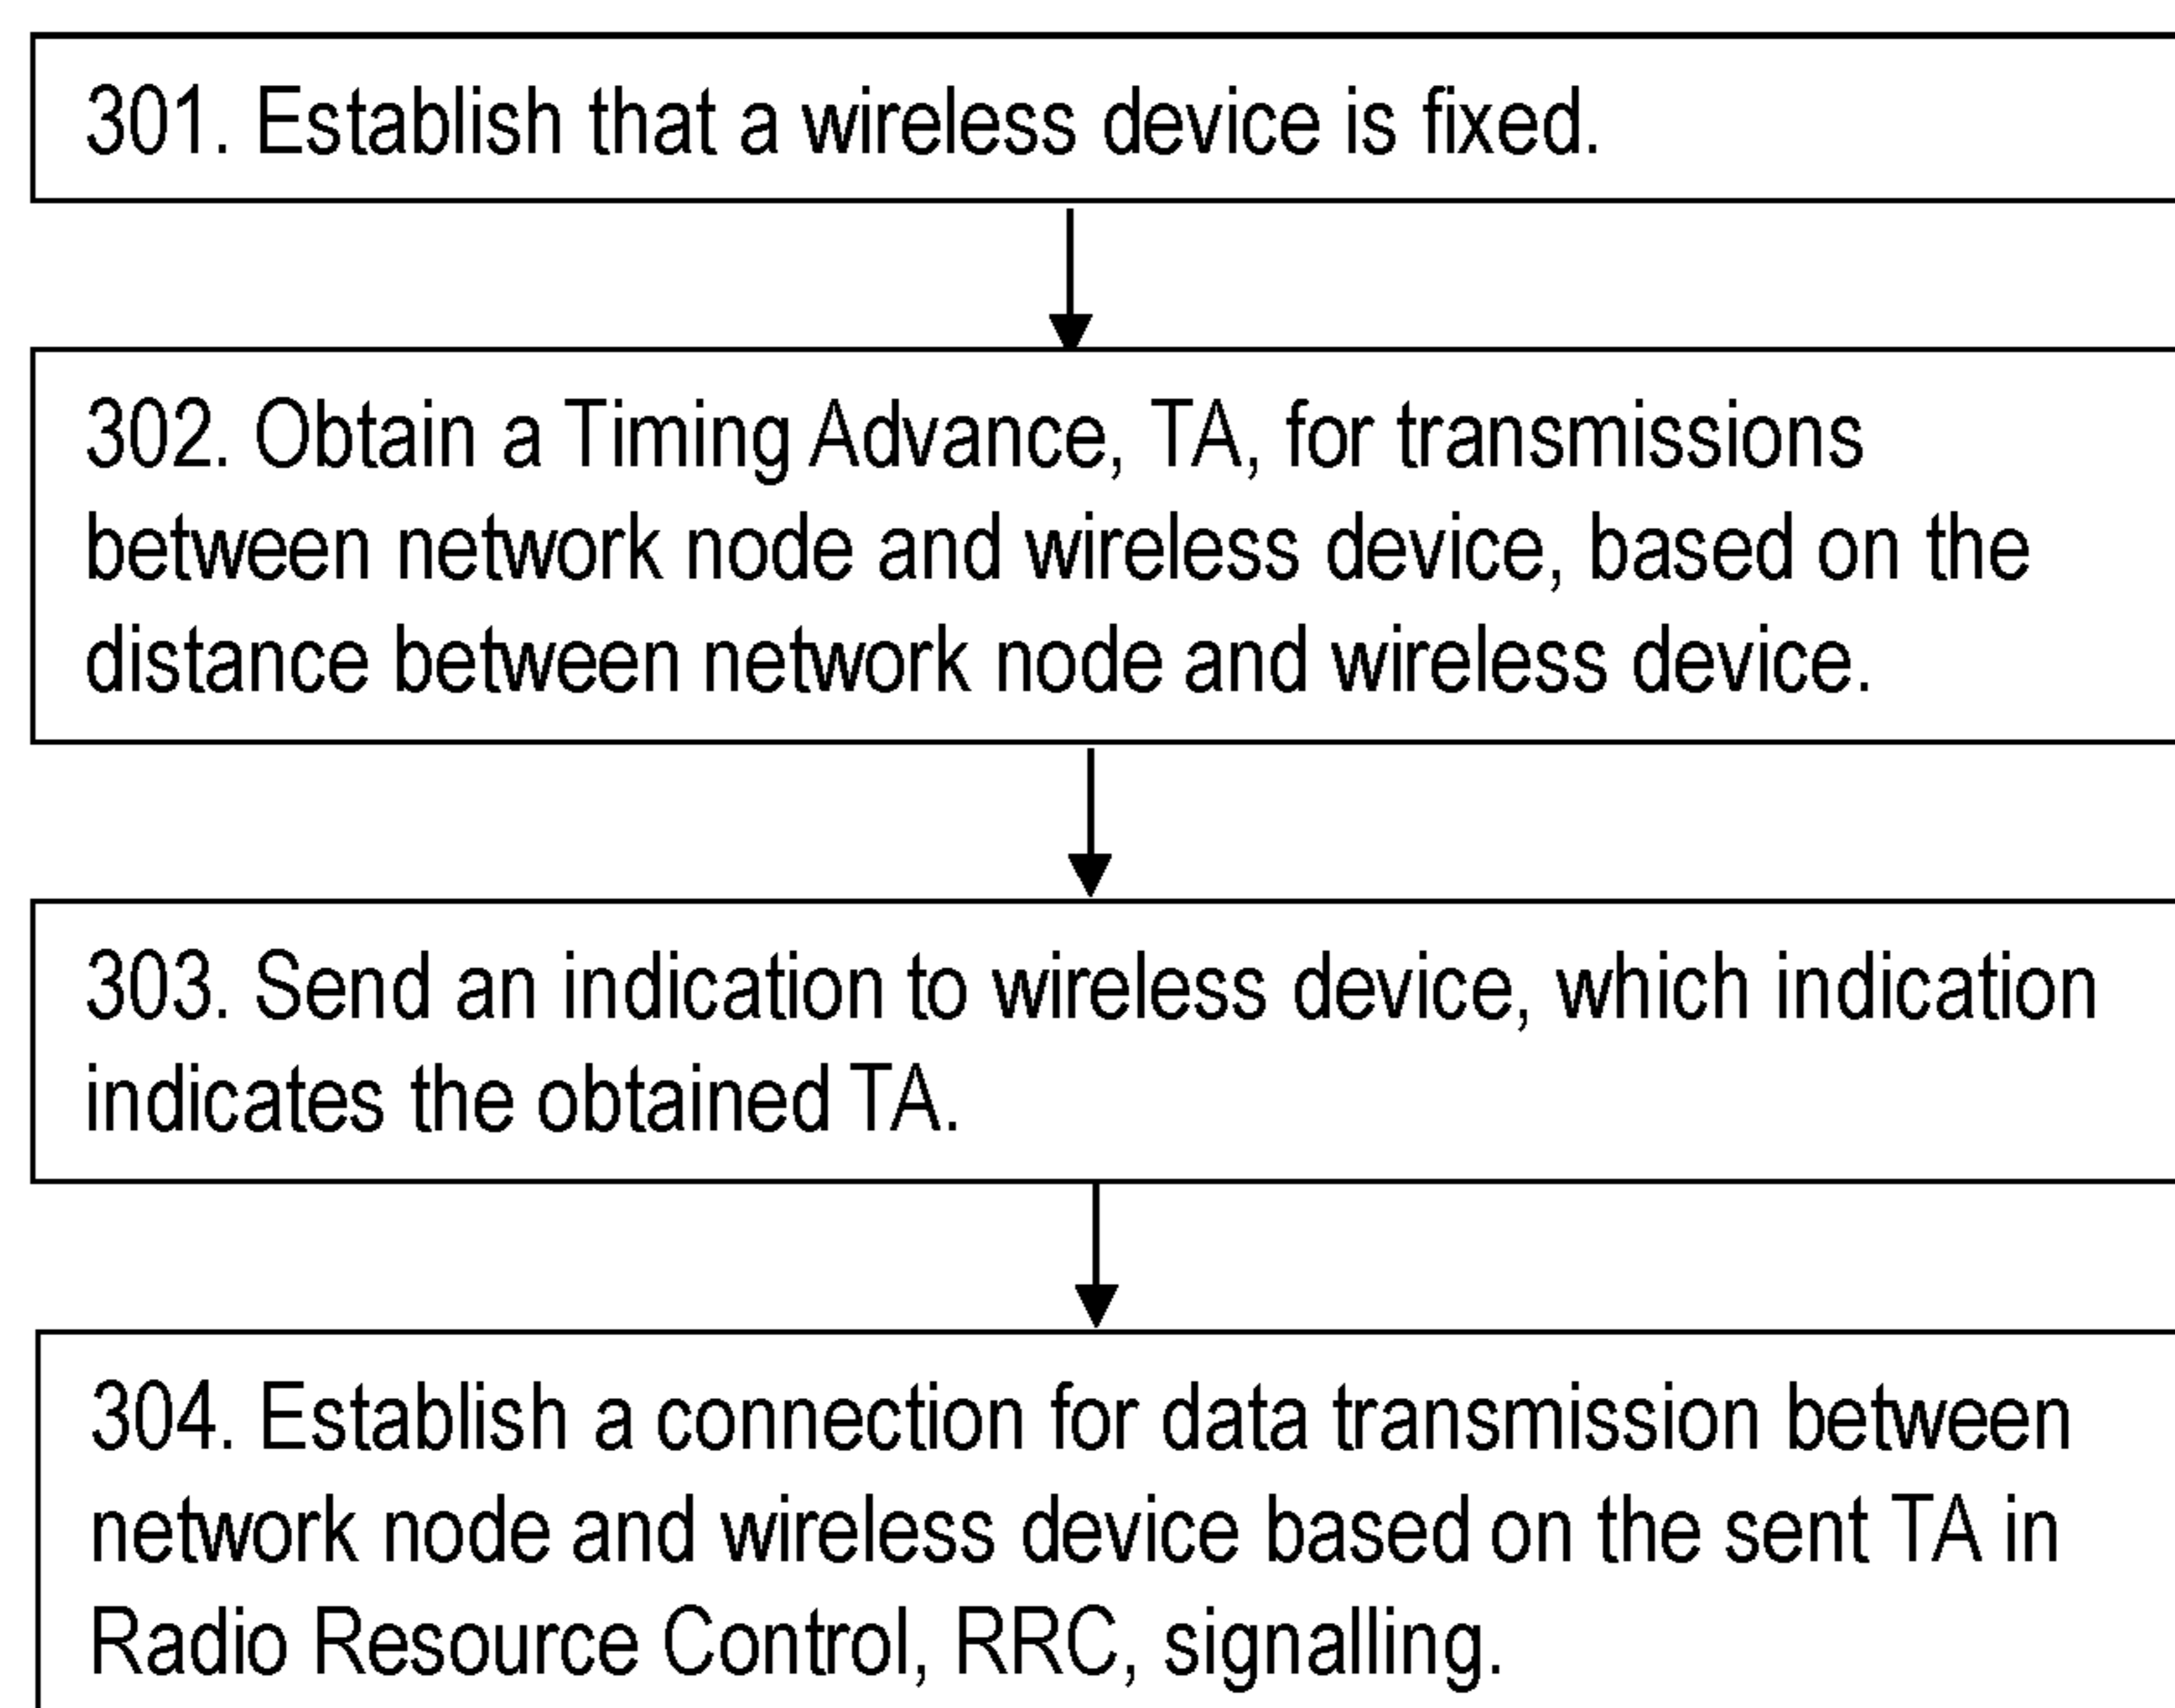 301. Establish that a wireless device is fixed.
302. Obtain a Timing Advance, TA, for transmissions
between network node and wireless device, based on the
distance between network node and wireless device.
303. Send an indication to wireless device, which indication
indicates the obtained TA.
304. Establish a connection for data transmission between
network node and wireless device based on the sent TA in
Radio Resource Control, RRC, signalling.